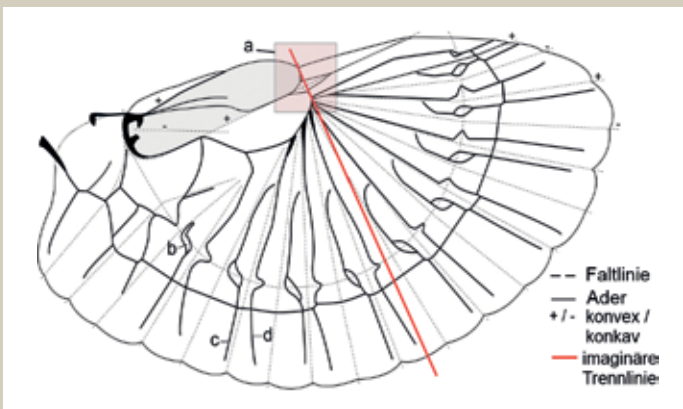 a
+
-
+
-
+
-
+
b
c
d
-- Faltlinie
— Ader
+ / - konvex /
konkav
— imaginäre
Trennlinie